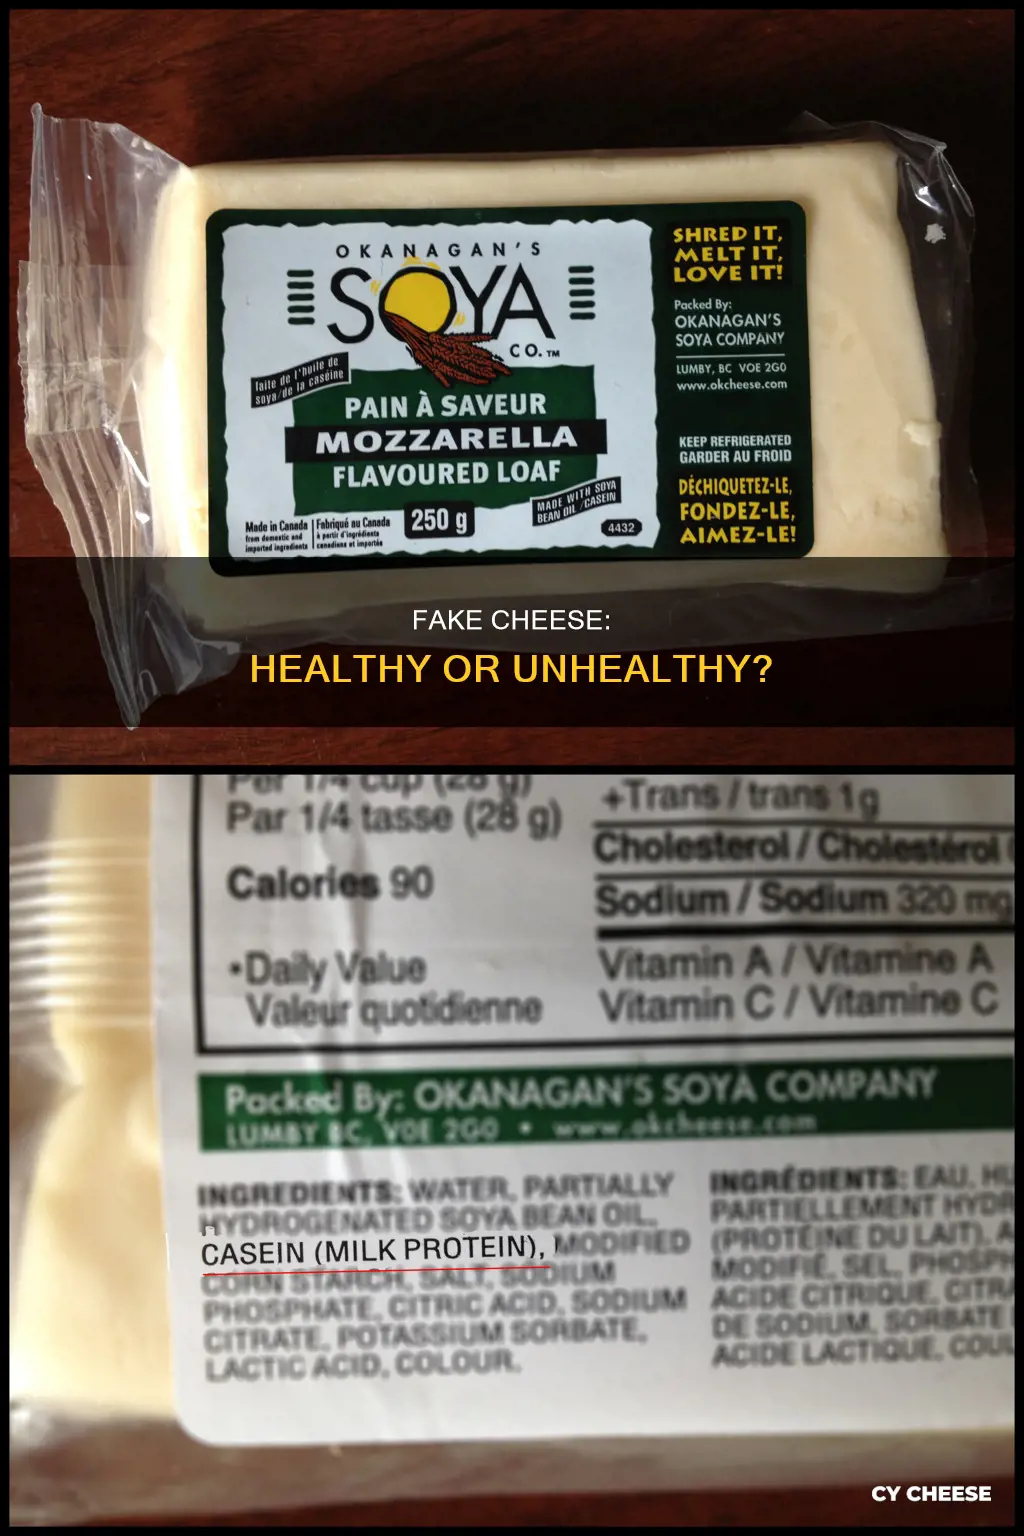 OKANAGAN'S
SOYA
CO.™
faite de l'huile de
soya/de la caséine
PAIN À SAVEUR
MOZZARELLA
FLAVOURED LOAF
MADE WITH SOYA
BEAN OIL/CASEIN
Made in Canada
from domestic and
imported ingredients
Fabriqué au Canada
à partir d'ingrédients
canadiens et importés
250 g
4432
SHRED IT,
MELT IT,
LOVE IT!
Packed By:
OKANAGAN'S
SOYA COMPANY
LUMBY, BC VOE 2G0
www.okcheese.com
KEEP REFRIGERATED
GARDER AU FROID
DÉCHIQUETEZ-LE,
FONDEZ-LE,
AIMEZ-LE!
FAKE CHEESE:
HEALTHY OR UNHEALTHY?
Per 1/4 cup (28 g)
Par 1/4 tasse (28 g)
Calories 90
•Daily Value
Valeur quotidienne
+Trans / trans 1g
Cholesterol / Cholestérol
Sodium / Sodium 320 mg
Vitamin A / Vitamine A
Vitamin C / Vitamine C
Packed By: OKANAGAN'S SOYA COMPANY
LUMBY BC, VOE 2G0 • www.okcheese.com
INGREDIENTS: WATER, PARTIALLY
HYDROGENATED SOYA BEAN OIL,
CASEIN (MILK PROTEIN), MODIFIED
CORN STARCH, SALT, SODIUM
PHOSPHATE, CITRIC ACID, SODIUM
CITRATE, POTASSIUM SORBATE,
LACTIC ACID, COLOUR.
INGRÉDIENTS: EAU,
PARTIELLEMENT
(PROTÉINE DU LAIT),
MODIFIÉ, SEL,
ACIDE CITRIQUE,
DE SODIUM, SORBATE
ACIDE LACTIQUE,
CY CHEESE